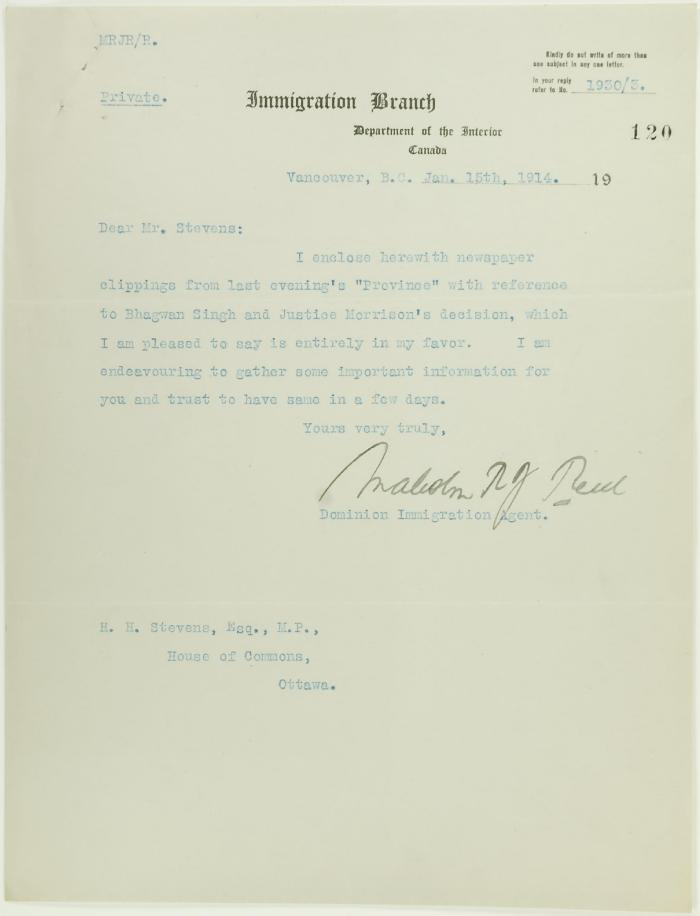 MRJR/R.
Kindly do not write of more than
one subject in any one letter.
In your reply
refer to No. 1930/3.
Private.
Immigration Branch
120
Department of the Interior
Canada
Vancouver, B.C. Jan. 15th, 1914. 19
Dear Mr. Stevens:
I enclose herewith newspaper
clippings from last evening's "Province" with reference
to Bhagwan Singh and Justice Morrison's decision, which
I am pleased to say is entirely in my favor. I am
endeavouring to gather some important information for
you and trust to have same in a few days.
Yours very truly,
Malcolm R J Reid
Dominion Immigration Agent.
H. H. Stevens, Esq., M.P.,
House of Commons,
Ottawa.